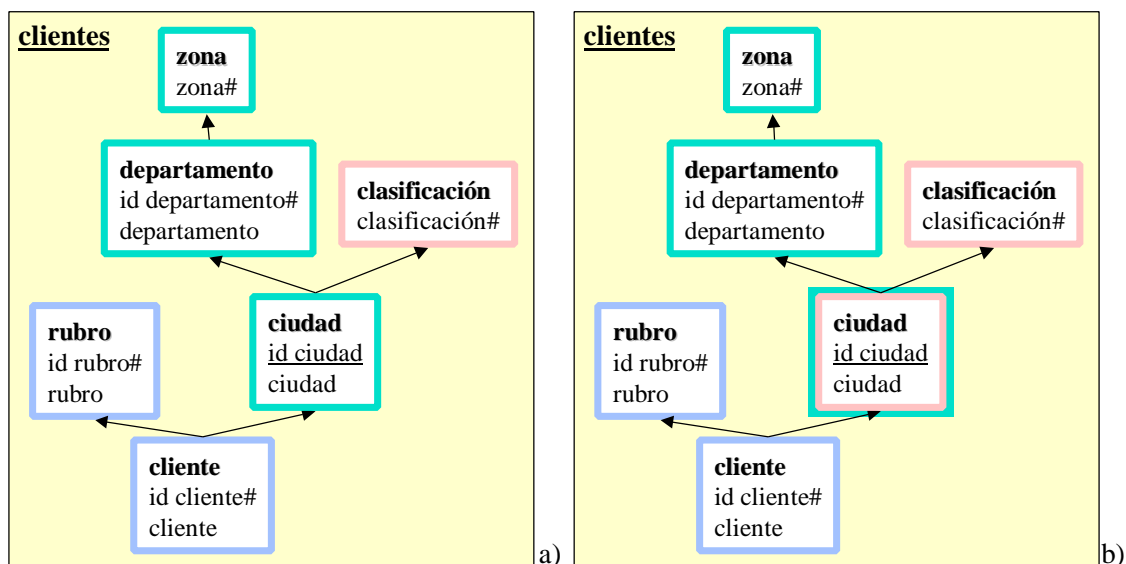 clientes
zona
zona#
departamento
id departamento#
departamento
clasificación
clasificación#
rubro
id rubro#
rubro
ciudad
id ciudad
ciudad
cliente
id cliente#
cliente
a)
clientes
zona
zona#
departamento
id departamento#
departamento
clasificación
clasificación#
rubro
id rubro#
rubro
ciudad
id ciudad
ciudad
cliente
id cliente#
cliente
b)